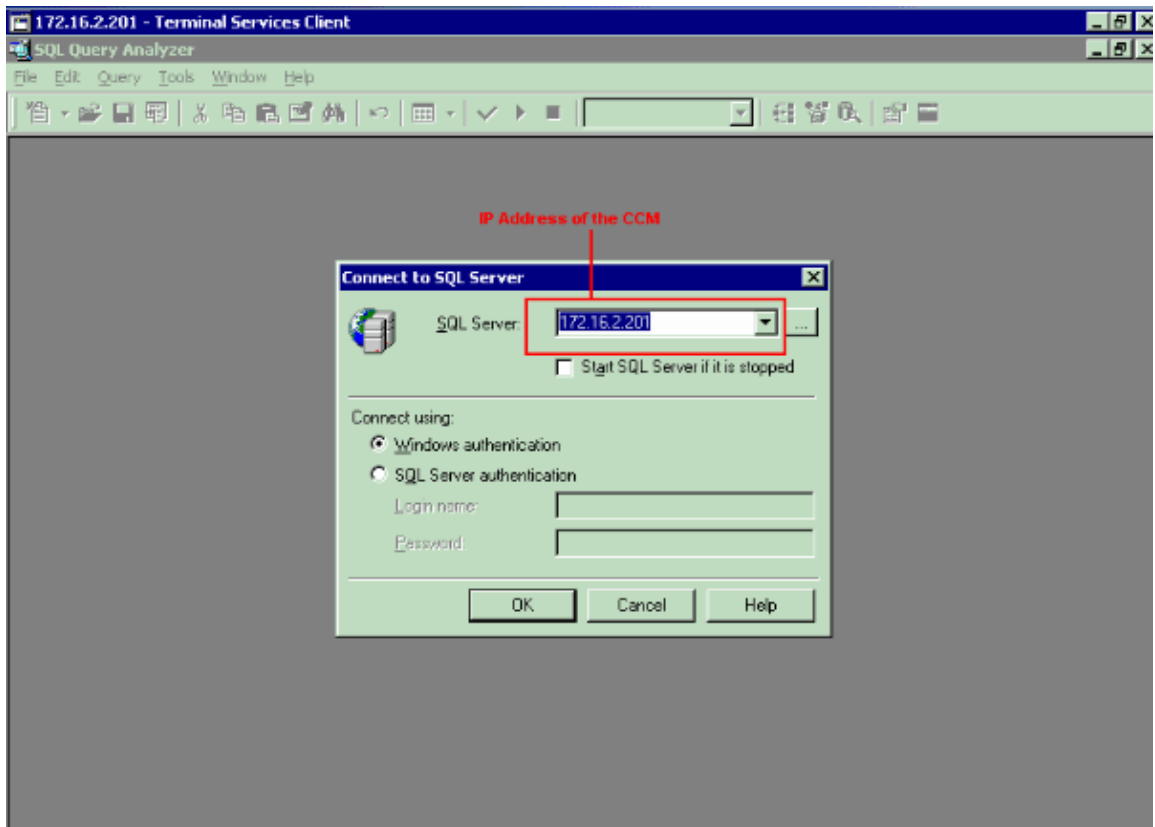 172.16.2.201 - Terminal Services Client
SQL Query Analyzer
File Edit Query Tools Window Help
IP Address of the CCM
Connect to SQL Server
SQL Server:
172.16.2.201
...
Start SQL Server if it is stopped
Connect using:
Windows authentication
SQL Server authentication
Login name:
Password:
OK Cancel Help